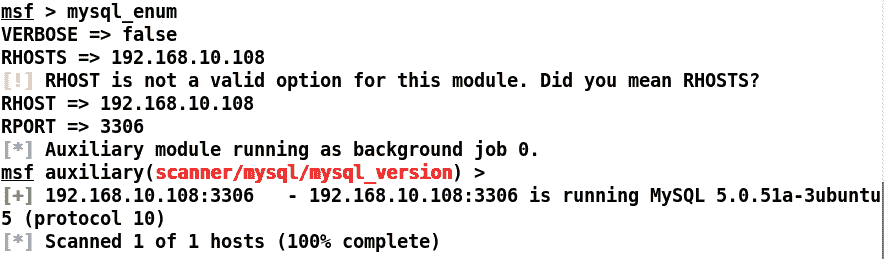 msf > mysql_enum
VERBOSE => false
RHOSTS => 192.168.10.108
[!] RHOST is not a valid option for this module. Did you mean RHOSTS?
RHOST => 192.168.10.108
RPORT => 3306
[*] Auxiliary module running as background job 0.
msf auxiliary(scanner/mysql/mysql_version) >
[+] 192.168.10.108:3306   - 192.168.10.108:3306 is running MySQL 5.0.51a-3ubuntu
5 (protocol 10)
[*] Scanned 1 of 1 hosts (100% complete)